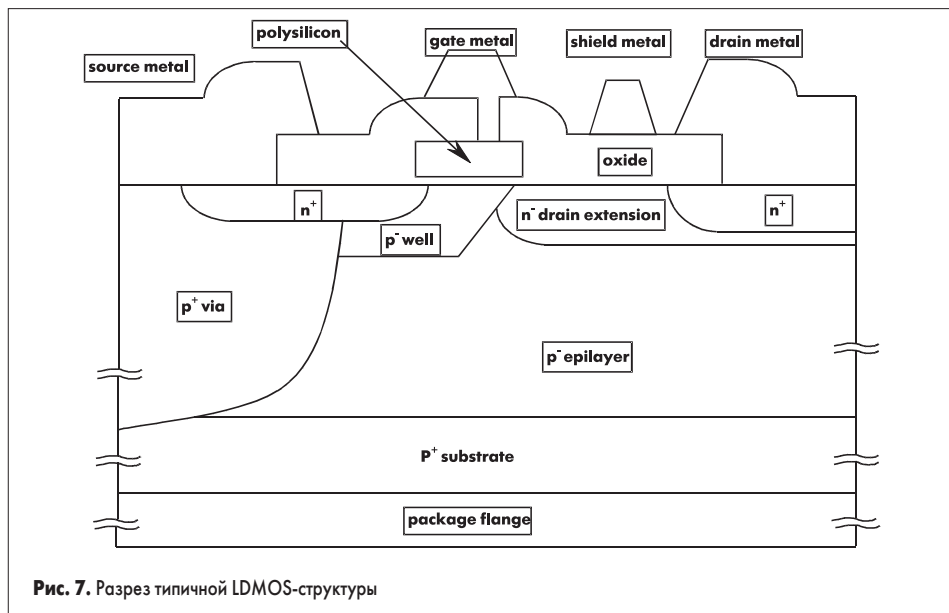 polysilicon
gate metal
shield metal
drain metal
source metal
oxide
n⁺
p⁻ well
n⁻ drain extension
n⁺
p⁺ via
p⁻ epilayer
P⁺ substrate
package flange
Рис. 7. Разрез типичной LDMOS-структуры